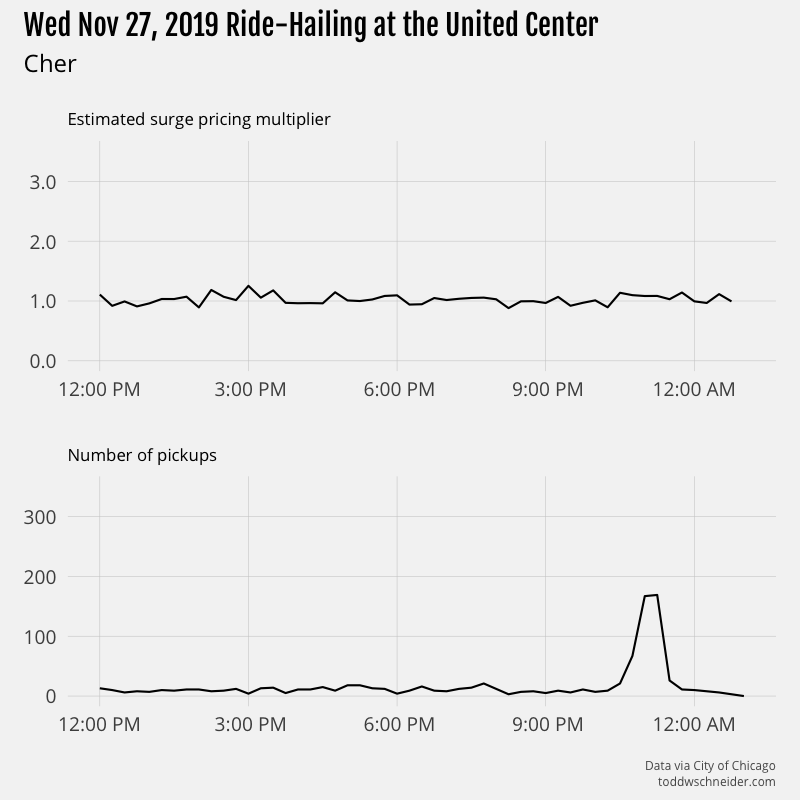 Wed Nov 27, 2019 Ride-Hailing at the United Center
Cher
Estimated surge pricing multiplier
3.0
2.0
1.0
0.0
12:00 PM 3:00 PM 6:00 PM 9:00 PM 12:00 AM
Number of pickups
300
200
100
0
12:00 PM 3:00 PM 6:00 PM 9:00 PM 12:00 AM
Data via City of Chicago
toddwschneider.com